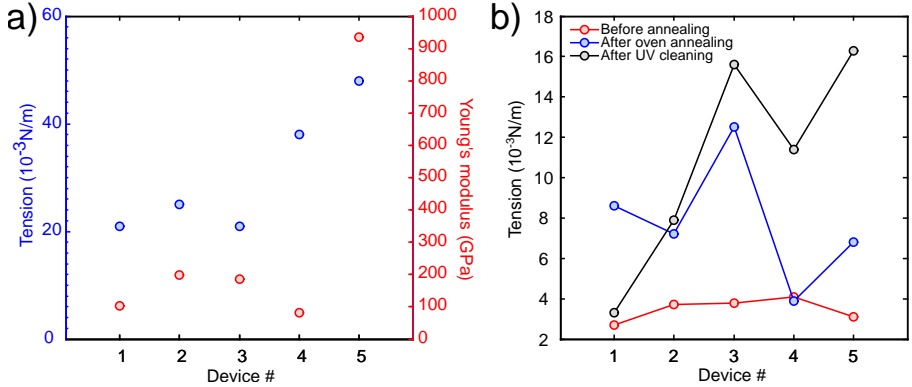 a)
60
40
20
0
Tension (10-3N/m)
1000
900
800
700
600
500
400
300
200
100
0
Young's modulus (GPa)
1 2 3 4 5
Device #
b)
18
16
14
12
10
8
6
4
2
Tension (10-3N/m)
Before annealing
After oven annealing
After UV cleaning
1 2 3 4 5
Device #